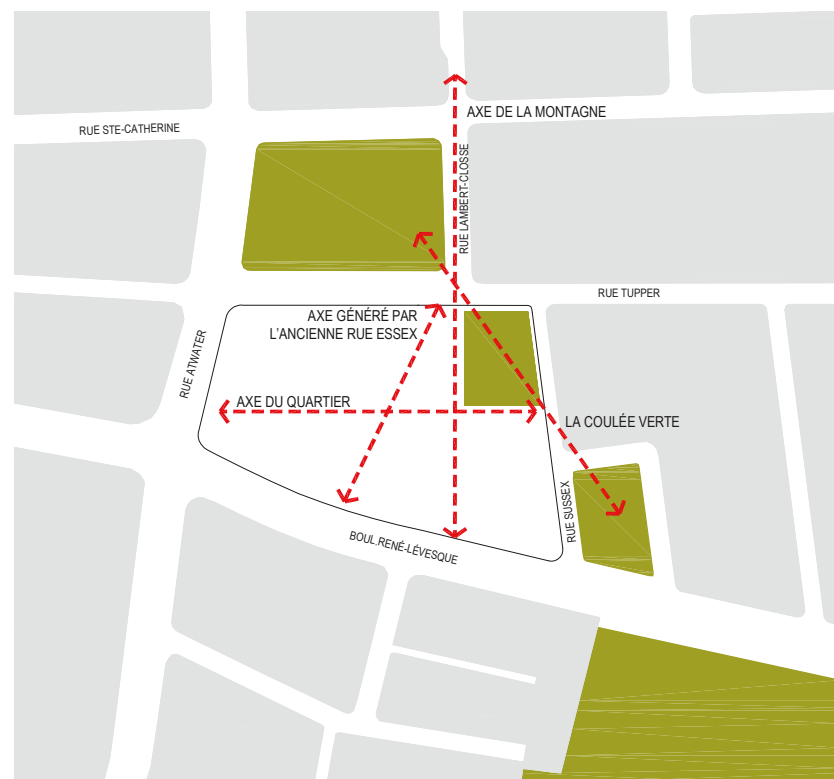 AXE DE LA MONTAGNE
RUE STE-CATHERINE
RUE LAMBERT-CLOSSE
RUE TUPPER
AXE GÉNÉRÉ PAR
L'ANCIENNE RUE ESSEX
RUE ATWATER
AXE DU QUARTIER
LA COULÉE VERTE
RUE SUSSEX
BOUL.RENÉ-LÉVESQUE